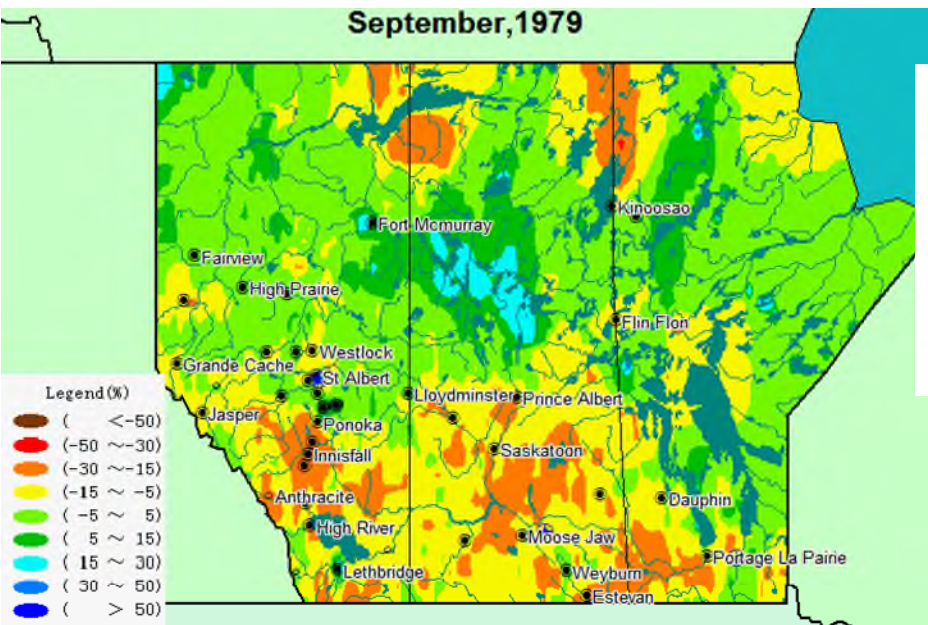 September,1979
Kinoosao
Fort Mcmurray
Fairview
High Prairie
Flin Flon
Westlock
Grande Cache
St Albert
Lloydminster
Prince Albert
Jasper
Ponoka
Innisfall
Saskatoon
Anthracite
Dauphin
High River
Moose Jaw
Portage La Pairie
Lethbridge
Weyburn
Estevan
Legend(%)
( <-50)
(-50 ~-30)
(-30 ~-15)
(-15 ~ -5)
( -5 ~ 5)
( 5 ~ 15)
( 15 ~ 30)
( 30 ~ 50)
( > 50)